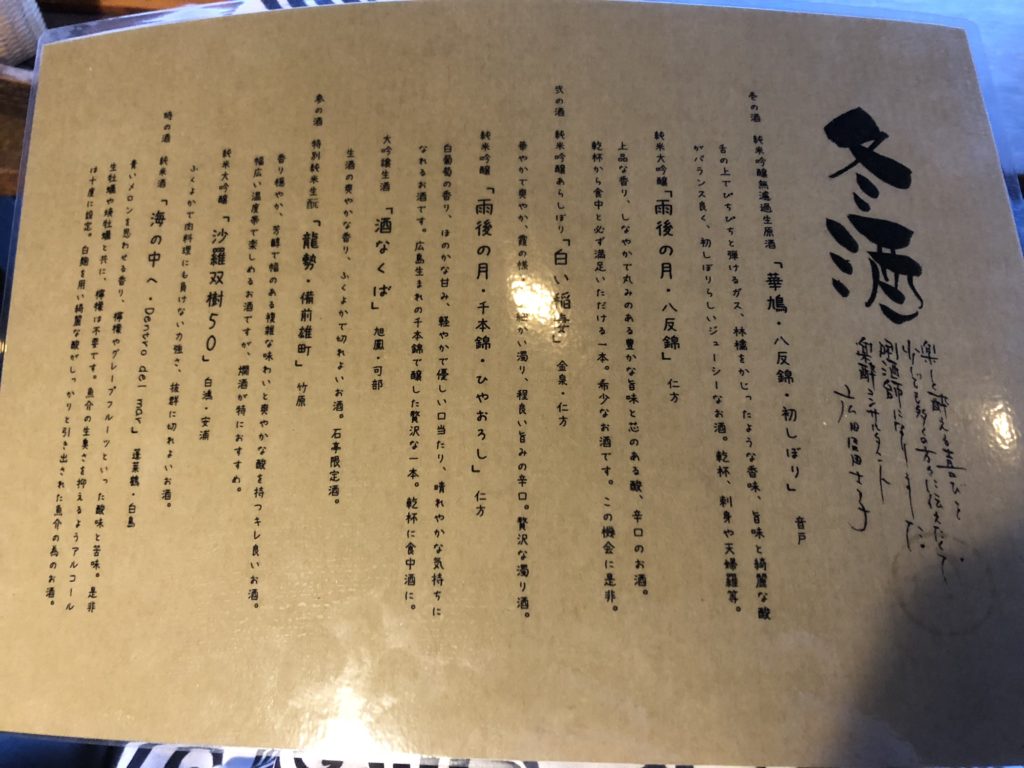 冬酒
楽しく酔える喜びを
少しでも多くの方々に伝えたくて
唎酒師になりました。
楽酔コンサルタント
冬の酒 純米吟醸無濾過生原酒 「華鳩・八反錦・初しぼり」 音戸
舌の上でぴちぴちと弾けるガス、林檎をかじったような香味、旨味と綺麗な酸
がバランス良く、初しぼりらしいジューシーなお酒。乾杯、刺身や天婦羅等。
純米大吟醸 「雨後の月・八反錦」 仁方
上品な香り、しなやかで丸みのある豊かな旨味と芯のある酸、辛口のお酒。
乾杯から食中と必ず満足いただける一本。希少なお酒です。この機会に是非。
弐の酒 純米吟醸あらしぼり 「白い稲妻」 金泉・仁方
華やかで爽やか、霞の様 細かい濁り、程良い旨みの辛口。贅沢な濁り酒。
純米吟醸 「雨後の月・千本錦・ひやおろし」 仁方
白葡萄の香り、ほのかな甘み、軽やかで優しい口当たり、晴れやかな気持ちに
なれるお酒です。広島生まれの千本錦で醸した贅沢な一本。乾杯に食中酒に。
大吟醸生酒 「酒なくば」 旭鳳・可部
生酒の爽やかな香り、ふくよかで切れよいお酒。石亭限定酒。
参の酒 特別純米生酛 「龍勢・備前雄町」 竹原
香り穏やか、芳醇で幅のある複雑な味わいと爽やかな酸を持つキレ良いお酒。
幅広い温度帯で楽しめるお酒ですが、燗酒が特におすすめ。
純米大吟醸 「沙羅双樹50」 白鴻・安浦
ふくよかで肉料理にも負けない力強さ、抜群に切れよいお酒。
時の酒 純米酒 「海の中へ・Dentro del mar」 蓬莱鶴・白島
青いメロンを思わせる香り、檸檬やグレープフルーツといった酸味と苦味。是非
生牡蠣や焼牡蠣と共に、檸檬は不要です。魚介の生臭さを抑えるようアルコール
は十度に設定。白麹を用い綺麗な酸がしっかりと引き出された魚介の為のお酒。